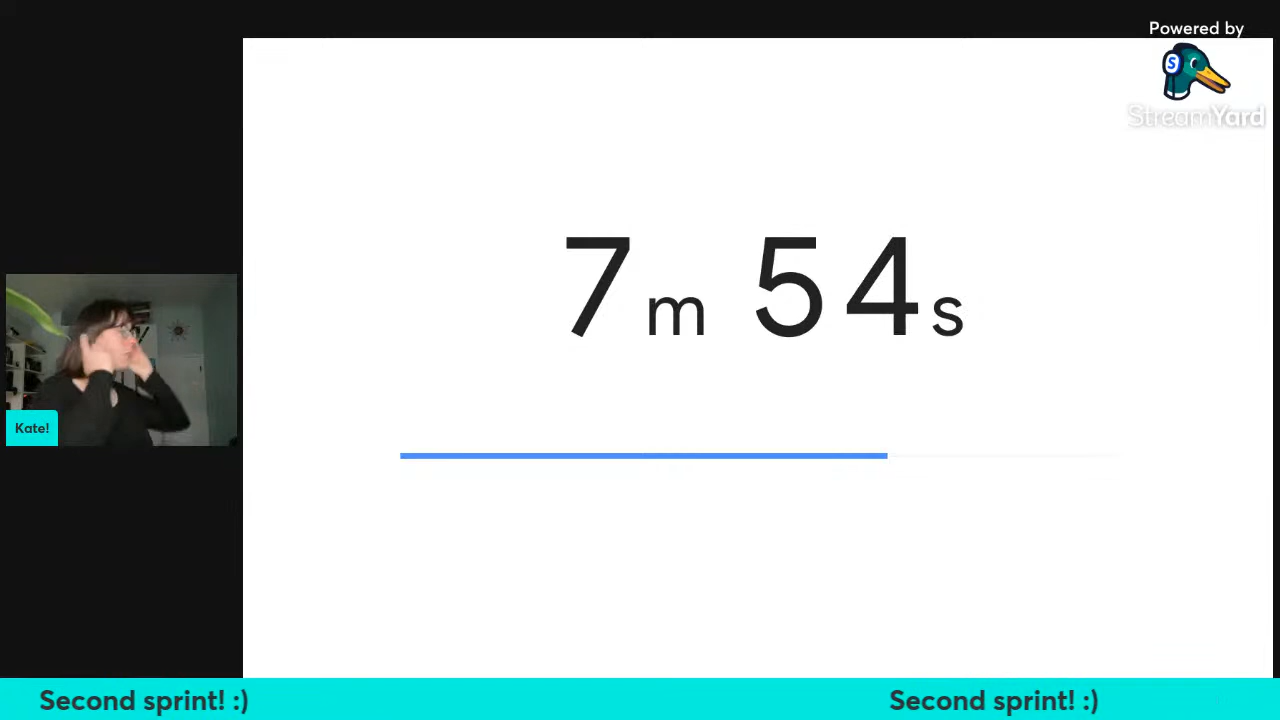 Powered by
S
StreamYard
7m 54s
Kate!
Second sprint! :)
Second sprint! :)